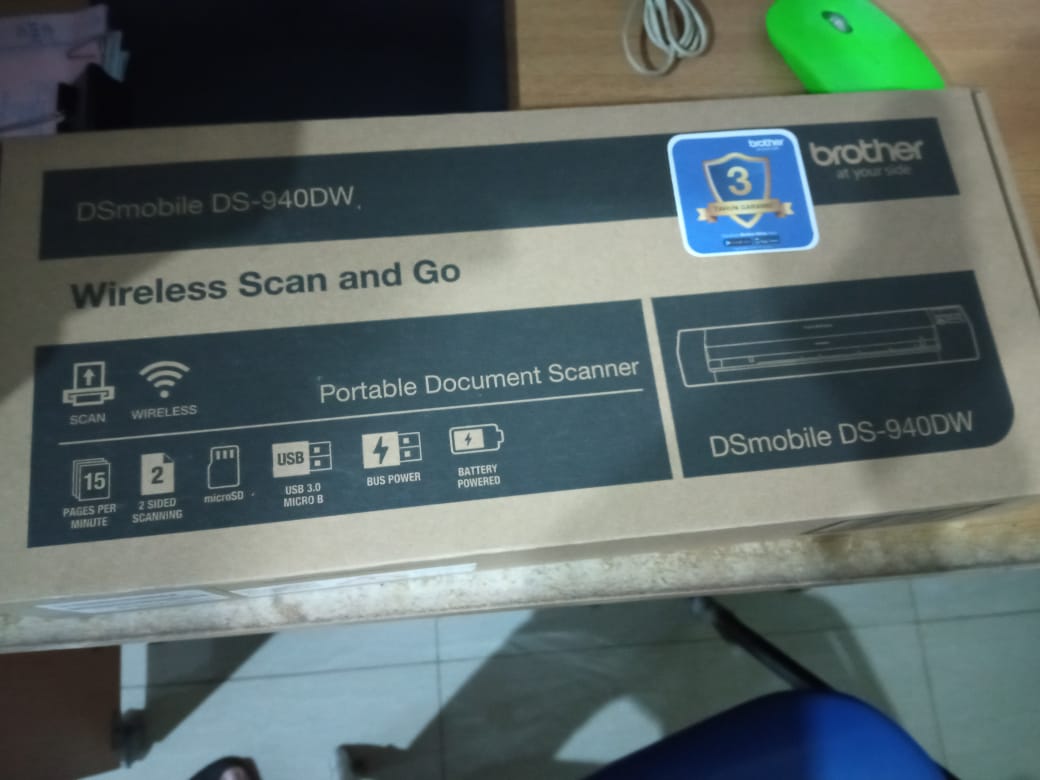 DSmobile DS-940DW
brother
3
TAHUN GARANSI
brother
at your side
Wireless Scan and Go
SCAN
WIRELESS
Portable Document Scanner
15
PAGES PER
MINUTE
2
2 SIDED
SCANNING
microSD
USB
USB 3.0
MICRO B
BUS POWER
BATTERY
POWERED
DSmobile DS-940DW